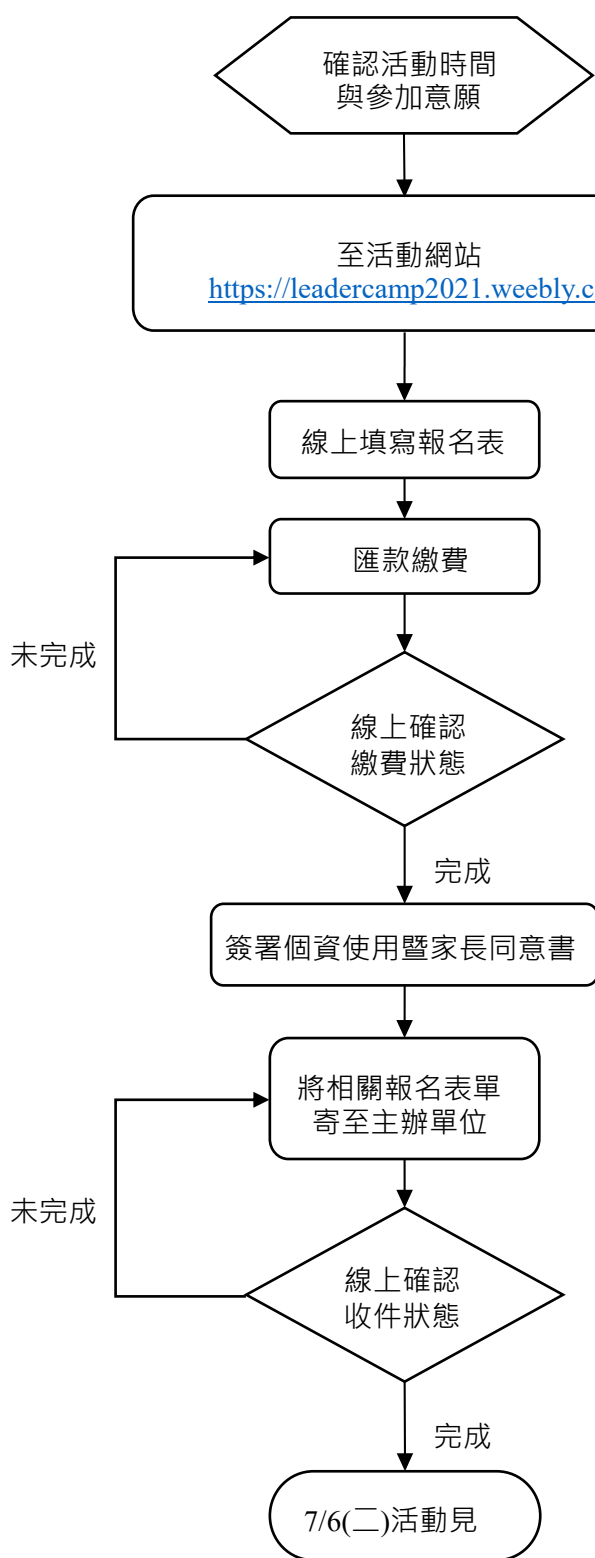 確認活動時間
與參加意願
至活動網站
https://leadercamp2021.weebly.c
線上填寫報名表
匯款繳費
未完成
線上確認
繳費狀態
完成
簽署個資使用暨家長同意書
將相關報名表單
寄至主辦單位
未完成
線上確認
收件狀態
完成
7/6(二)活動見